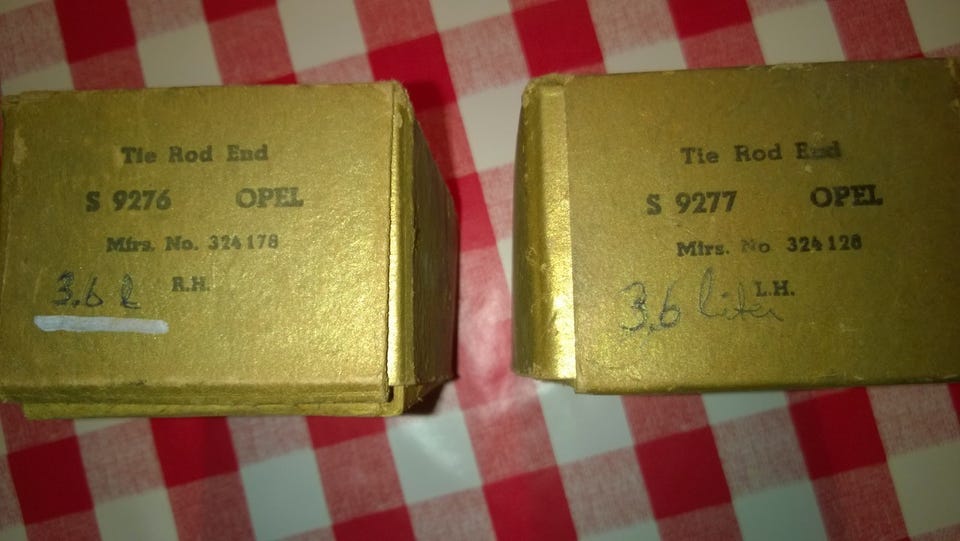 Tie Rod End
S 9276 OPEL
Mfrs. No. 324178
R.H.
3.6 l
Tie Rod End
S 9277 OPEL
Mfrs. No 324128
L.H.
3,6 liter